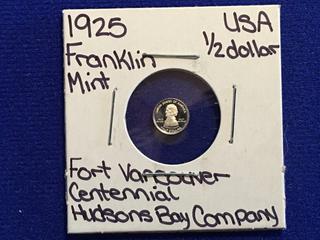 1925 USA
Franklin 1/2 dollar
Mint
Fort Vancouver
Centennial
Hudsons Bay Company